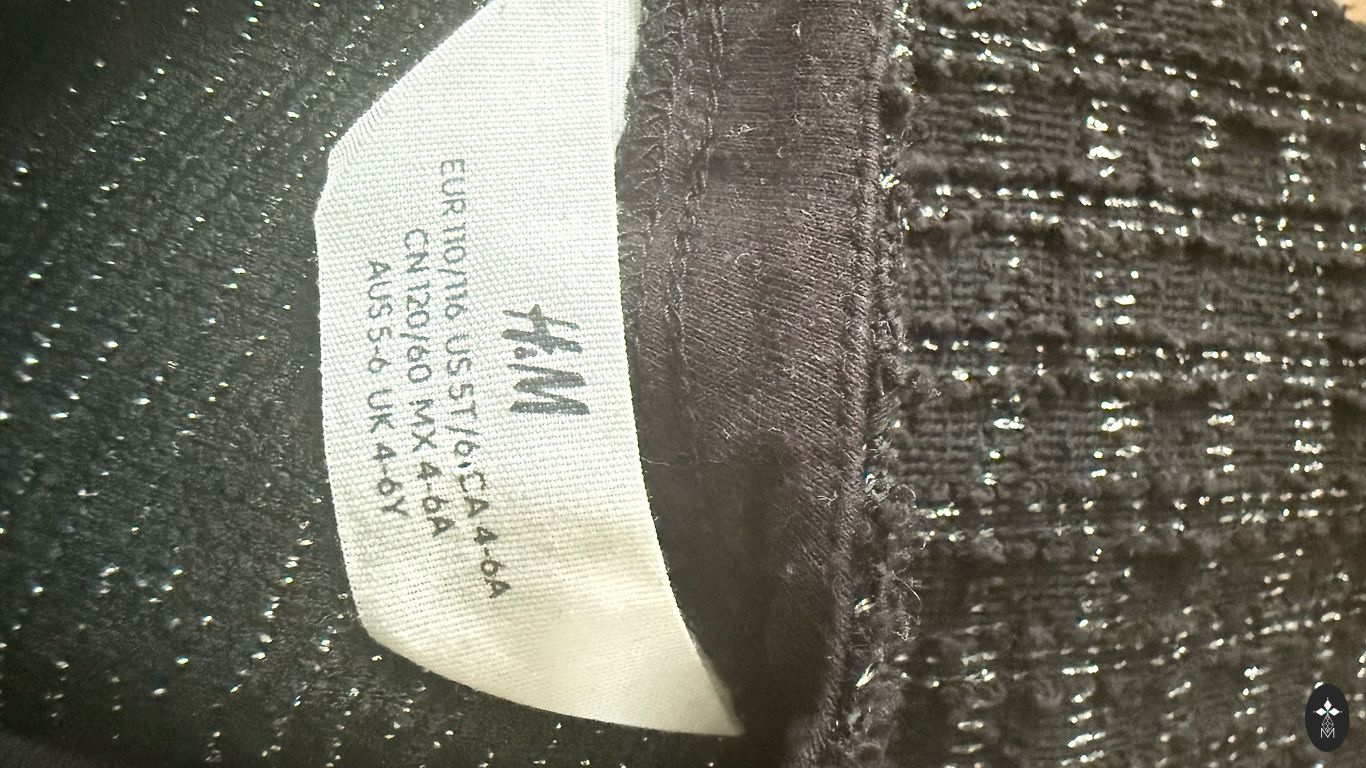 H&M
EUR 110/116 US 5T/6, CA 4-6A
CN 120/60 MX 4-6A
AUS 5-6 UK 4-6Y
M